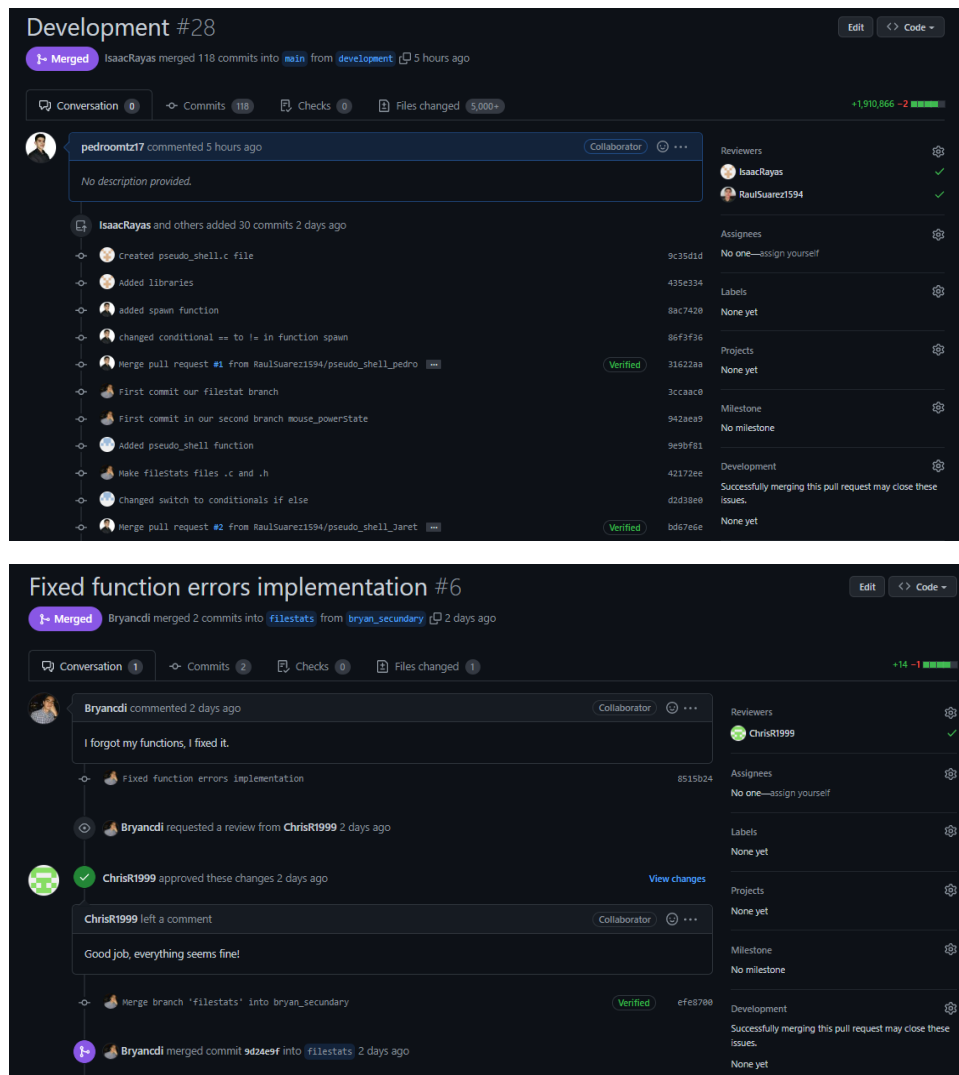 Development #28
Edit
<> Code
Merged IsaacRayas merged 118 commits into main from development 5 hours ago
Conversation 0 Commits 118 Checks 0 Files changed 5,000+
+1,910,866 −2
pedroomtz17 commented 5 hours ago Collaborator
No description provided.
IsaacRayas and others added 30 commits 2 days ago
Created pseudo_shell.c file 9c35d1d
Added libraries 435e334
added spawn function 8ac7420
changed conditional == to != in function spawn 86f3f36
Merge pull request #1 from RaulSuarez1594/pseudo_shell_pedro ... Verified 31622aa
First commit our filestat branch 3ccaac0
First commit in our second branch mouse_powerState 942aea9
Added pseudo_shell function 9e9bf81
Make fileStats files .c and .h 42172ee
Changed switch to conditionals if else d2d38e0
Merge pull request #2 from RaulSuarez1594/pseudo_shell_Jaret ... Verified bd67e6e
Reviewers
IsaacRayas
RaulSuarez1594
Assignees
No one—assign yourself
Labels
None yet
Projects
None yet
Milestone
No milestone
Development
Successfully merging this pull request may close these
issues.
None yet
Fixed function errors implementation #6
Edit
<> Code
Merged Bryancdi merged 2 commits into filestats from bryan_secundary 2 days ago
Conversation 1 Commits 2 Checks 0 Files changed 1
+14 −1
Bryancdi commented 2 days ago Collaborator
I forgot my functions, I fixed it.
Fixed function errors implementation 8515b24
Bryancdi requested a review from ChrisR1999 2 days ago
ChrisR1999 approved these changes 2 days ago View changes
ChrisR1999 left a comment Collaborator
Good job, everything seems fine!
Merge branch 'filestats' into bryan_secundary Verified efe8700
Bryancdi merged commit 9d24e9f into filestats 2 days ago
Reviewers
ChrisR1999
Assignees
No one—assign yourself
Labels
None yet
Projects
None yet
Milestone
No milestone
Development
Successfully merging this pull request may close these
issues.
None yet